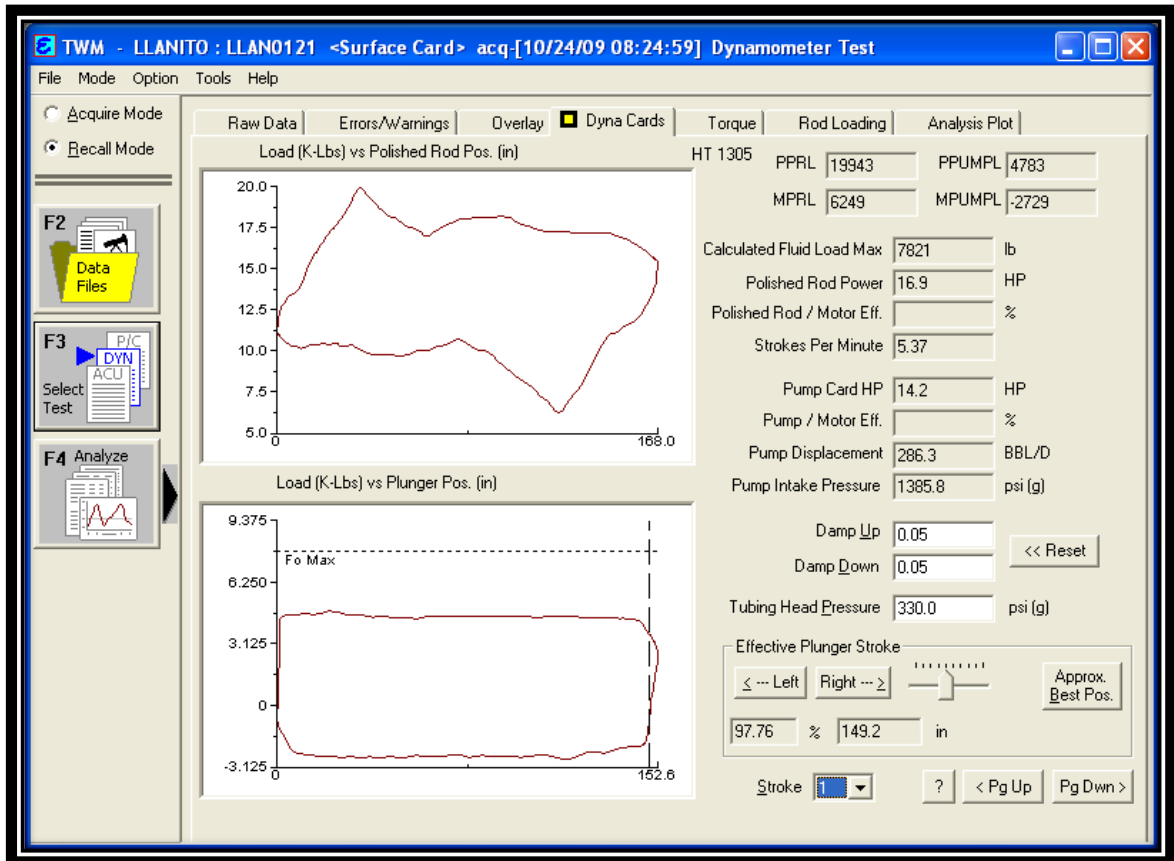 TWM - LLANITO : LLAN0121 <Surface Card> acq-[10/24/09 08:24:59] Dynamometer Test
File Mode Option Tools Help
Acquire Mode
Recall Mode
F2
Data
Files
F3
P/C
DYN
ACU
Select
Test
F4 Analyze
Raw Data Errors/Warnings Overlay Dyna Cards Torque Rod Loading Analysis Plot
Load (K-Lbs) vs Polished Rod Pos. (in)
20.0
17.5
15.0
12.5
10.0
7.5
5.0
0 168.0
Load (K-Lbs) vs Plunger Pos. (in)
9.375
Fo Max
6.250
3.125
0
-3.125
0 152.6
HT 1305 PPRL 19943 PPUMPL 4783
MPRL 6249 MPUMPL -2729
Calculated Fluid Load Max 7821 lb
Polished Rod Power 16.9 HP
Polished Rod / Motor Eff. %
Strokes Per Minute 5.37
Pump Card HP 14.2 HP
Pump / Motor Eff. %
Pump Displacement 286.3 BBL/D
Pump Intake Pressure 1385.8 psi (g)
Damp Up 0.05
<< Reset
Damp Down 0.05
Tubing Head Pressure 330.0 psi (g)
Effective Plunger Stroke
< --- Left Right --- >
Approx.
Best Pos.
97.76 % 149.2 in
Stroke 1 ? < Pg Up Pg Dwn >